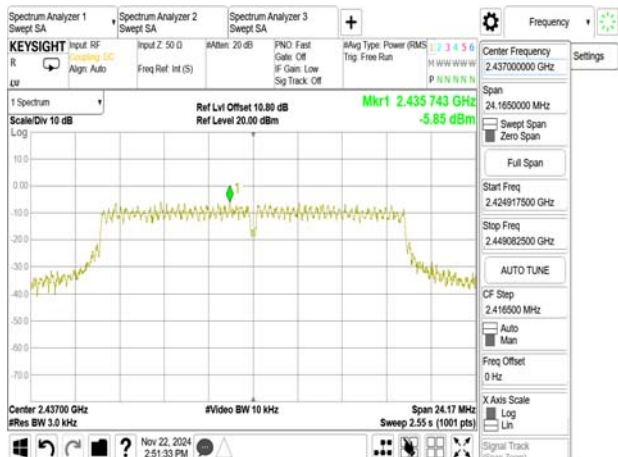 Spectrum Analyzer 1
Swept SA
Spectrum Analyzer 2
Swept SA
Spectrum Analyzer 3
Swept SA
+
Frequency
KEYSIGHT
R
Input: RF
Coupling: DC
Align: Auto
Input Z: 50 Ω
Freq Ref: Int (S)
#Atten: 20 dB
PNO: Fast
Gate: Off
IF Gain: Low
Sig Track: Off
#Avg Type: Power (RMS
Trig: Free Run
1 2 3 4 5 6
M W W W W W
P N N N N N
1 Spectrum
Scale/Div 10 dB
Log
Ref Lvl Offset 10.80 dB
Ref Level 20.00 dBm
Mkr1 2.435 743 GHz
-5.85 dBm
10.0
0.00
-10.0
-20.0
-30.0
-40.0
-50.0
-60.0
-70.0
1
Center 2.43700 GHz
#Res BW 3.0 kHz
#Video BW 10 kHz
Span 24.17 MHz
Sweep 2.55 s (1001 pts)
Nov 22, 2024
2:51:33 PM
Center Frequency
2.437000000 GHz
Settings
Span
24.1650000 MHz
Swept Span
Zero Span
Full Span
Start Freq
2.424917500 GHz
Stop Freq
2.449082500 GHz
AUTO TUNE
CF Step
2.416500 MHz
Auto
Man
Freq Offset
0 Hz
X Axis Scale
Log
Lin
Signal Track